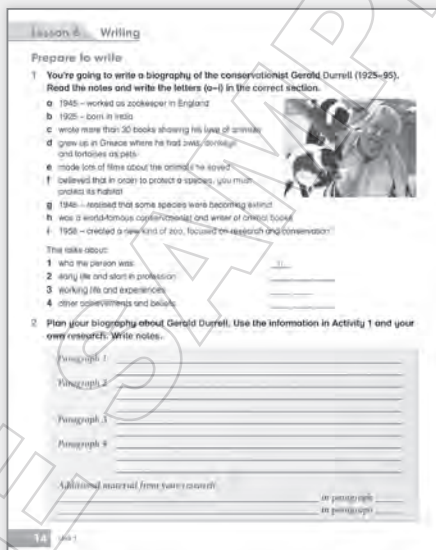 Lesson 6 Writing
Prepare to write
1 You're going to write a biography of the conservationist Gerald Durrell (1925–95).
Read the notes and write the letters (a–i) in the correct section.
a 1945 – worked as zookeeper in England
b 1925 – born in India
c wrote more than 30 books showing his love of animals
d grew up in Greece where he had owls, donkeys
and tortoises as pets
e made lots of films about the animals he saved
f believed that in order to protect a species, you must
protect its habitat
g 1946 – realised that some species were becoming extinct
h was a world-famous conservationist and writer of animal books
i 1958 – created a new kind of zoo, focused on research and conservation
This talks about:
1 who the person was:
2 early life and start in profession
3 working life and experiences
4 other achievements and beliefs
2 Plan your biography about Gerald Durrell. Use the information in Activity 1 and your
own research. Write notes.
Paragraph 1
Paragraph 2
Paragraph 3
Paragraph 4
Additional material from your research
in paragraph
in paragraph
14 Unit 1
SAMPL